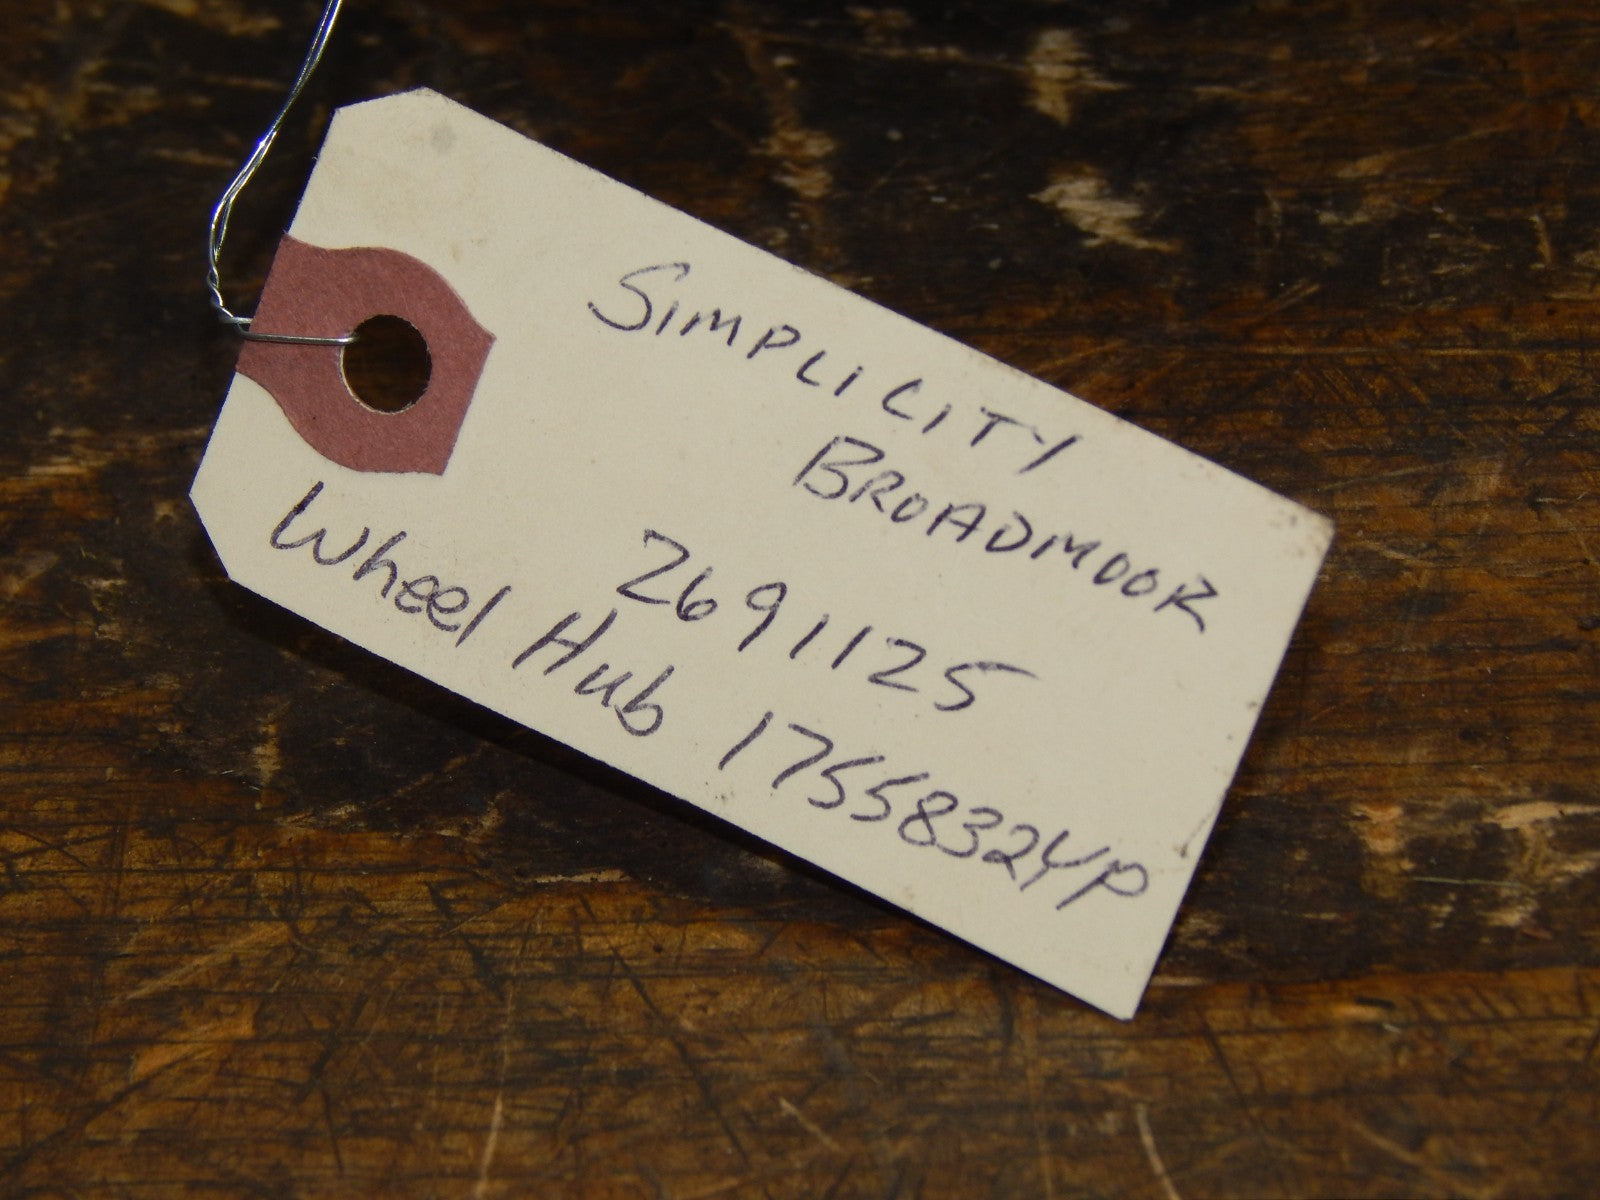 SIMPLICITY
BROADMOOR
2691125
Wheel Hub 1755832YP